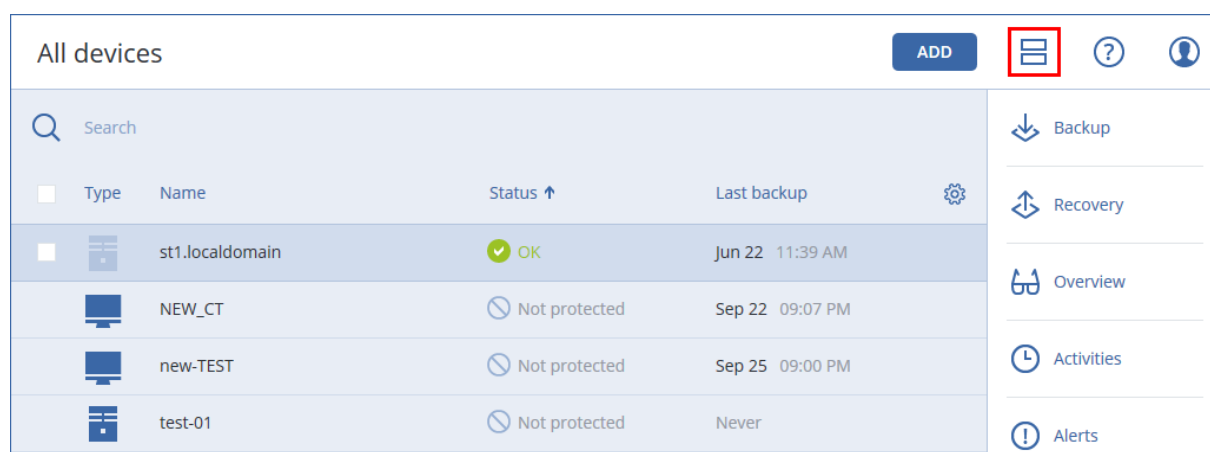 All devices ADD ?
Search
Type Name Status Last backup
st1.localdomain OK Jun 22 11:39 AM
NEW_CT Not protected Sep 22 09:07 PM
new-TEST Not protected Sep 25 09:00 PM
test-01 Not protected Never
Backup
Recovery
Overview
Activities
Alerts